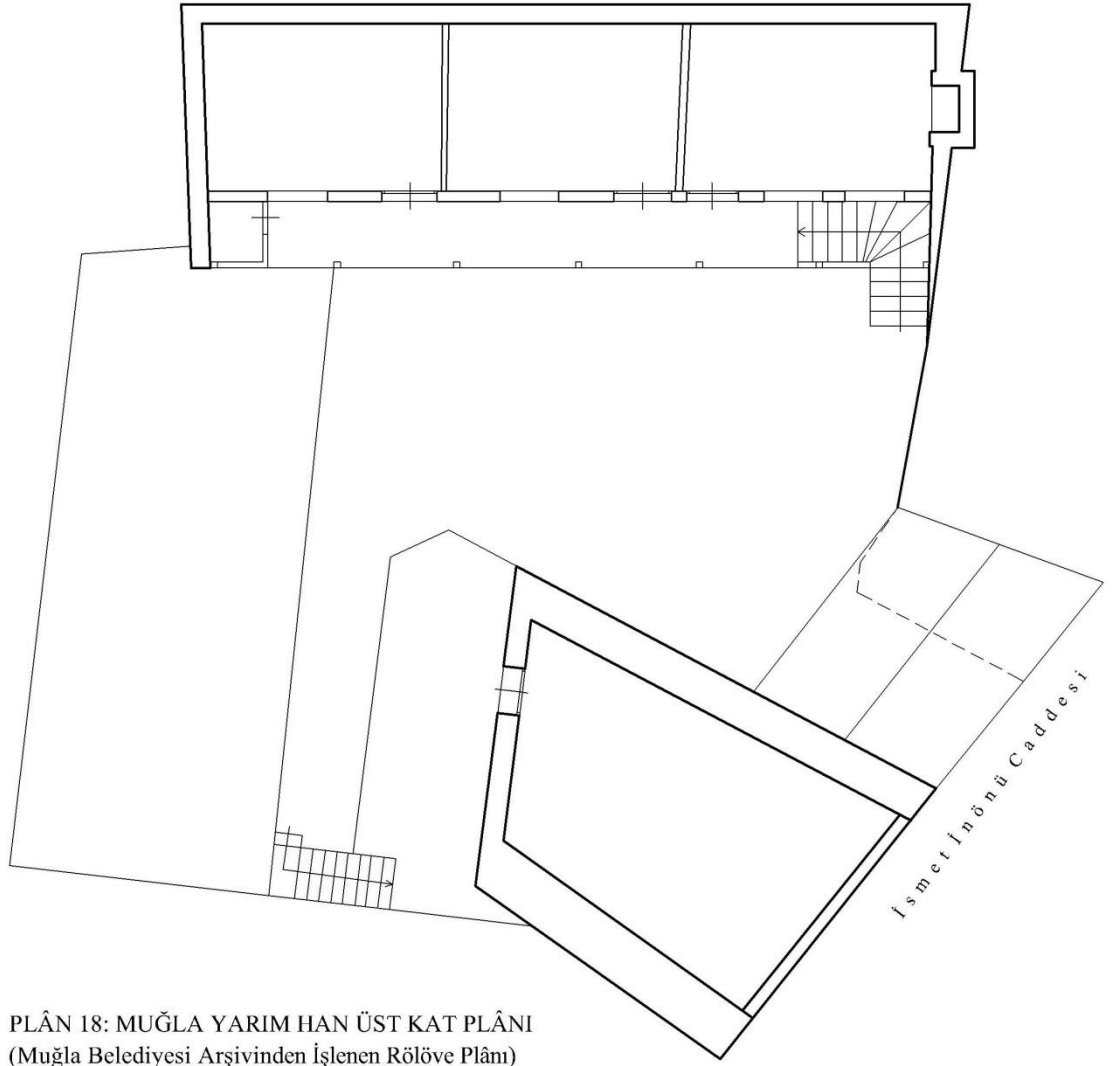 İsmet İnönü Caddesi
PLÂN 18: MUĞLA YARIM HAN ÜST KAT PLÂNI
(Muğla Belediyesi Arşivinden İşlenen Rölöve Plânı)